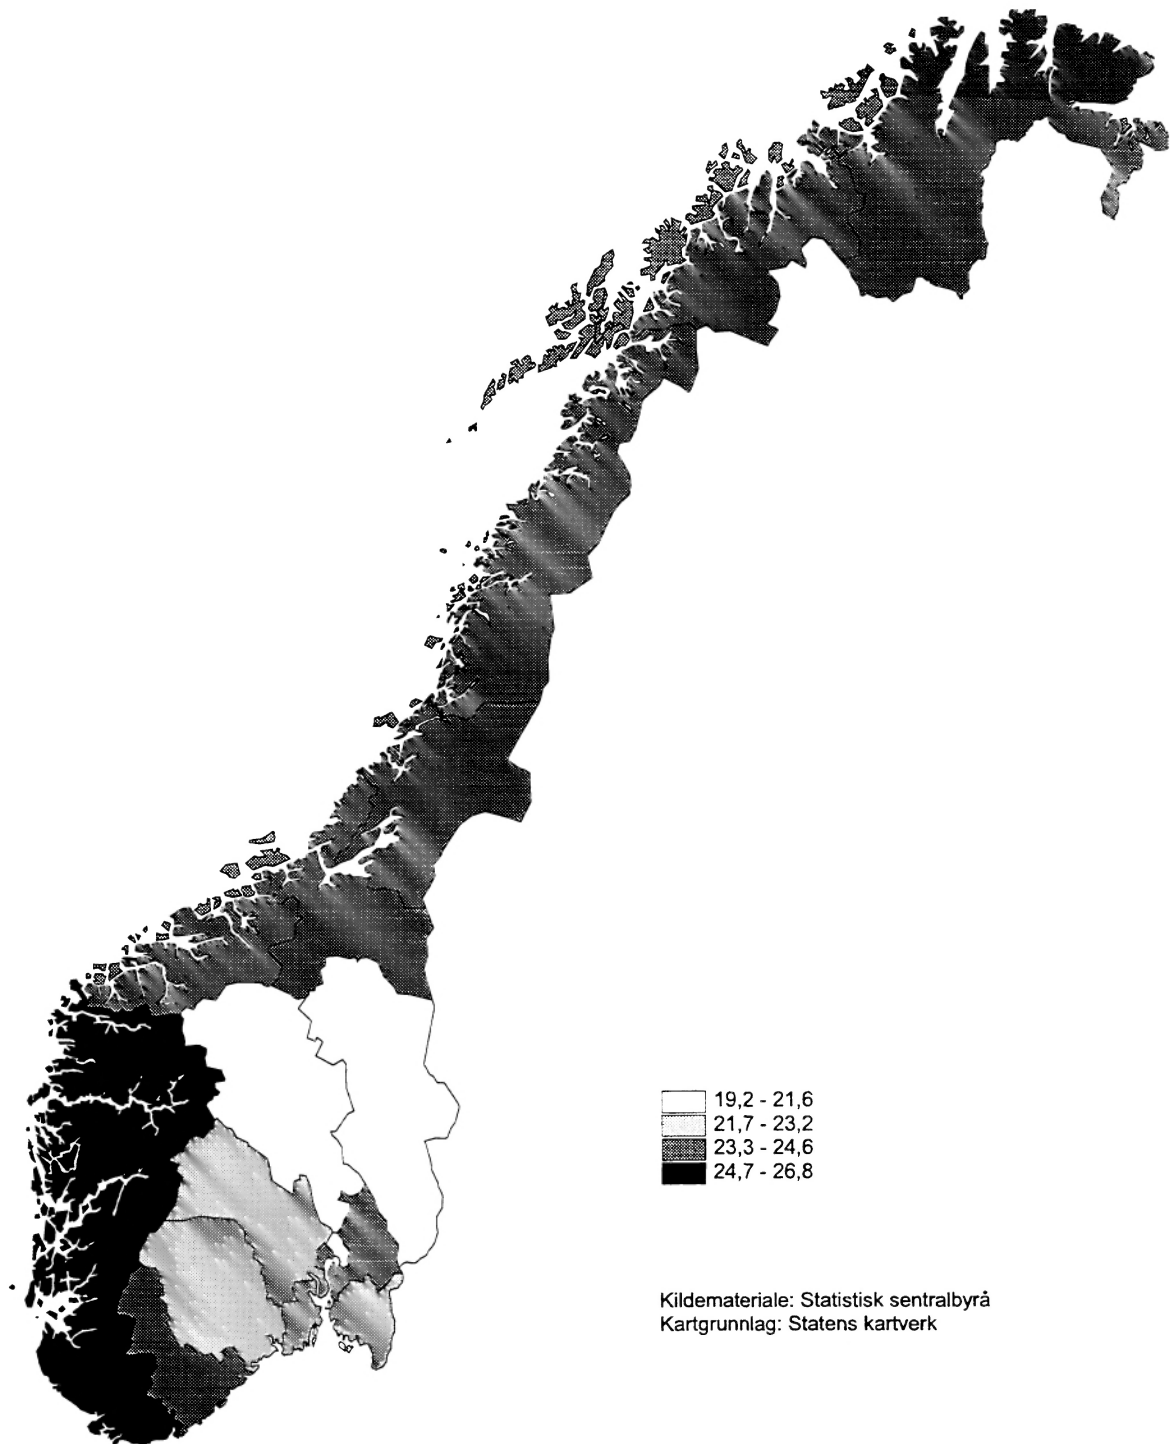 19,2 - 21,6
21,7 - 23,2
23,3 - 24,6
24,7 - 26,8
Kildemateriale: Statistisk sentralbyrå
Kartgrunnlag: Statens kartverk